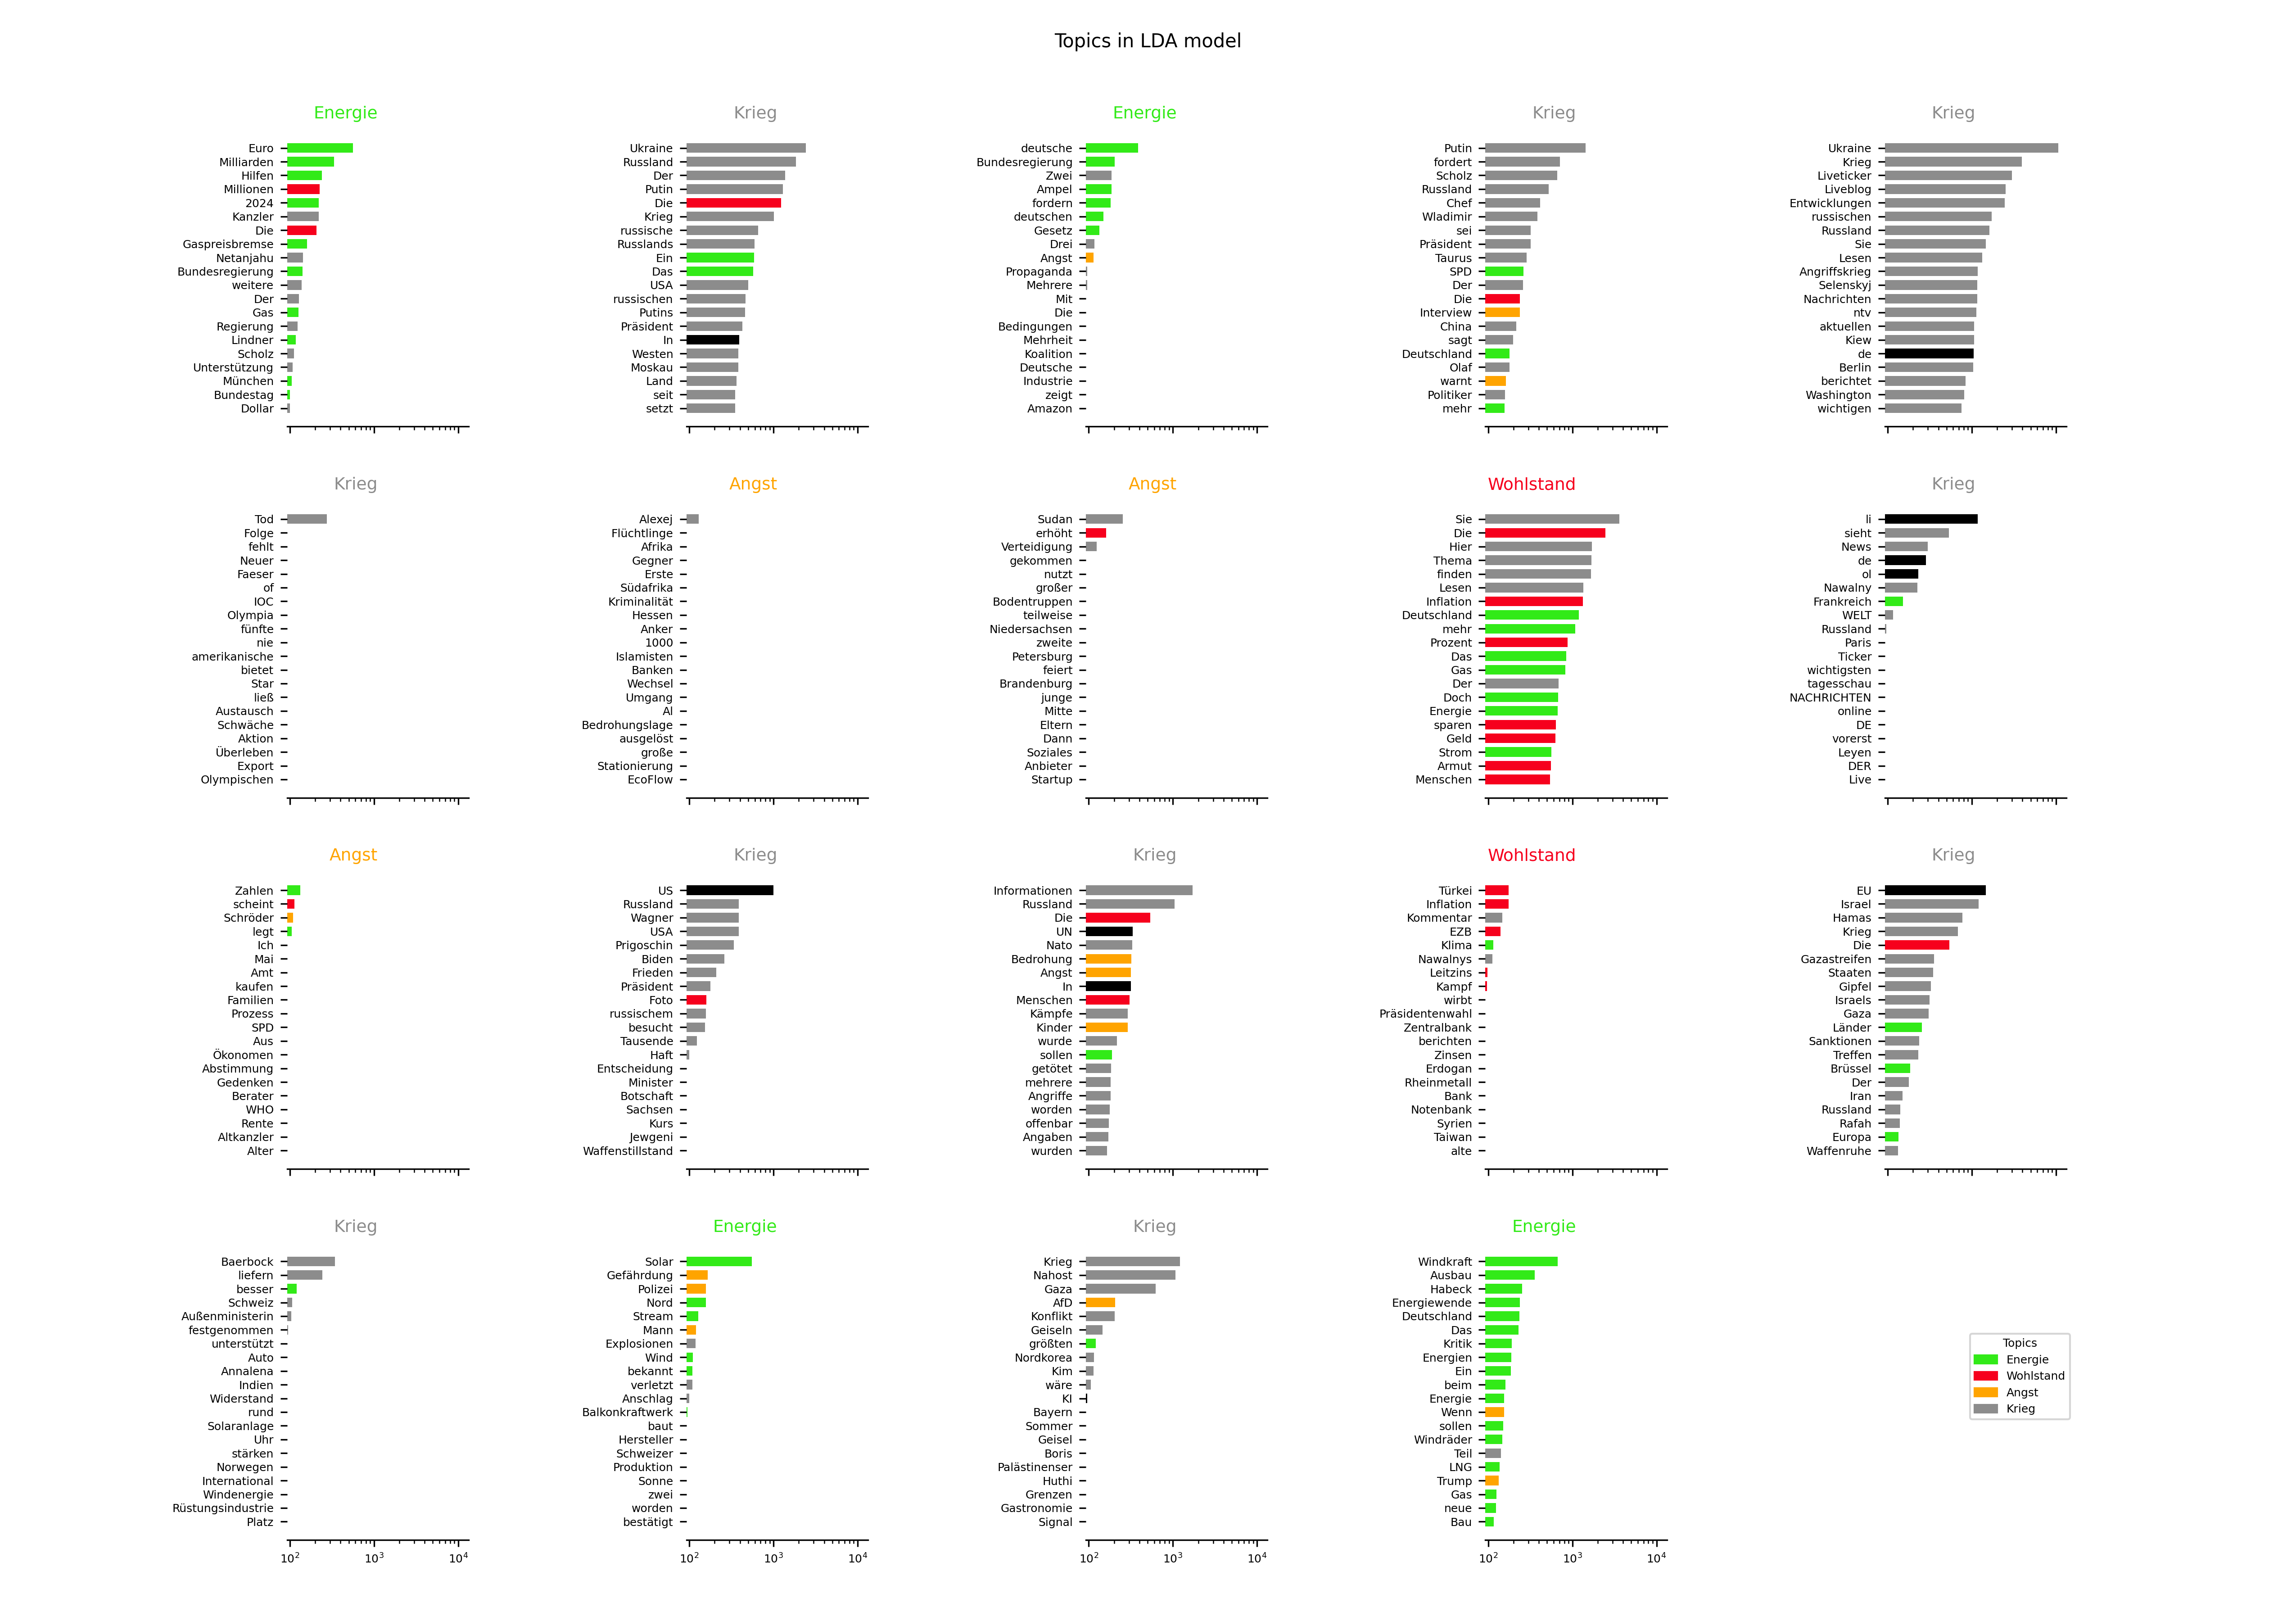 Topics in LDA model
Energie
Euro
Milliarden
Hilfen
Millionen
2024
Kanzler
Die
Gaspreisbremse
Netanjahu
Bundesregierung
weitere
Der
Gas
Regierung
Lindner
Scholz
Unterstützung
München
Bundestag
Dollar
Krieg
Ukraine
Russland
Der
Putin
Die
Krieg
russische
Russlands
Ein
Das
USA
russischen
Putins
Präsident
In
Westen
Moskau
Land
seit
setzt
Energie
deutsche
Bundesregierung
Zwei
Ampel
fordern
deutschen
Gesetz
Drei
Angst
Propaganda
Mehrere
Mit
Die
Bedingungen
Mehrheit
Koalition
Deutsche
Industrie
zeigt
Amazon
Krieg
Putin
fordert
Scholz
Russland
Chef
Wladimir
sei
Präsident
Taurus
SPD
Der
Die
Interview
China
sagt
Deutschland
Olaf
warnt
Politiker
mehr
Krieg
Ukraine
Krieg
Liveticker
Liveblog
Entwicklungen
russischen
Russland
Sie
Lesen
Angriffskrieg
Selenskyj
Nachrichten
ntv
aktuellen
Kiew
de
Berlin
berichtet
Washington
wichtigen
Krieg
Tod
Folge
fehlt
Neuer
Faeser
of
IOC
Olympia
fünfte
nie
amerikanische
bietet
Star
ließ
Austausch
Schwäche
Aktion
Überleben
Export
Olympischen
Angst
Alexej
Flüchtlinge
Afrika
Gegner
Erste
Südafrika
Kriminalität
Hessen
Anker
1000
Islamisten
Banken
Wechsel
Umgang
Al
Bedrohungslage
ausgelöst
große
Stationierung
EcoFlow
Angst
Sudan
erhöht
Verteidigung
gekommen
nutzt
großer
Bodentruppen
teilweise
Niedersachsen
zweite
Petersburg
feiert
Brandenburg
junge
Mitte
Eltern
Dann
Soziales
Anbieter
Startup
Wohlstand
Sie
Die
Hier
Thema
finden
Lesen
Inflation
Deutschland
mehr
Prozent
Das
Gas
Der
Doch
Energie
sparen
Geld
Strom
Armut
Menschen
Krieg
li
sieht
News
de
ol
Nawalny
Frankreich
WELT
Russland
Paris
Ticker
wichtigsten
tagesschau
NACHRICHTEN
online
DE
vorerst
Leyen
DER
Live
Angst
Zahlen
scheint
Schröder
legt
Ich
Mai
Amt
kaufen
Familien
Prozess
SPD
Aus
Ökonomen
Abstimmung
Gedenken
Berater
WHO
Rente
Altkanzler
Alter
Krieg
US
Russland
Wagner
USA
Prigoschin
Biden
Frieden
Präsident
Foto
russischem
besucht
Tausende
Haft
Entscheidung
Minister
Botschaft
Sachsen
Kurs
Jewgeni
Waffenstillstand
Krieg
Informationen
Russland
Die
UN
Nato
Bedrohung
Angst
In
Menschen
Kämpfe
Kinder
wurde
sollen
getötet
mehrere
Angriffe
worden
offenbar
Angaben
wurden
Wohlstand
Türkei
Inflation
Kommentar
EZB
Klima
Nawalnys
Leitzins
Kampf
wirbt
Präsidentenwahl
Zentralbank
berichten
Zinsen
Erdogan
Rheinmetall
Bank
Notenbank
Syrien
Taiwan
alte
Krieg
EU
Israel
Hamas
Krieg
Die
Gazastreifen
Staaten
Gipfel
Israels
Gaza
Länder
Sanktionen
Treffen
Brüssel
Der
Iran
Russland
Rafah
Europa
Waffenruhe
Krieg
Baerbock
liefern
besser
Schweiz
Außenministerin
festgenommen
unterstützt
Auto
Annalena
Indien
Widerstand
rund
Solaranlage
Uhr
stärken
Norwegen
International
Windenergie
Rüstungsindustrie
Platz
10² 10³ 10⁴
Energie
Solar
Gefährdung
Polizei
Nord
Stream
Mann
Explosionen
Wind
bekannt
verletzt
Anschlag
Balkonkraftwerk
baut
Hersteller
Schweizer
Produktion
Sonne
zwei
worden
bestätigt
10² 10³ 10⁴
Krieg
Krieg
Nahost
Gaza
AfD
Konflikt
Geiseln
größten
Nordkorea
Kim
wäre
KI
Bayern
Sommer
Geisel
Boris
Palästinenser
Huthi
Grenzen
Gastronomie
Signal
10² 10³ 10⁴
Energie
Windkraft
Ausbau
Habeck
Energiewende
Deutschland
Das
Kritik
Energien
Ein
beim
Energie
Wenn
sollen
Windräder
Teil
LNG
Trump
Gas
neue
Bau
10² 10³ 10⁴
Topics
Energie
Wohlstand
Angst
Krieg